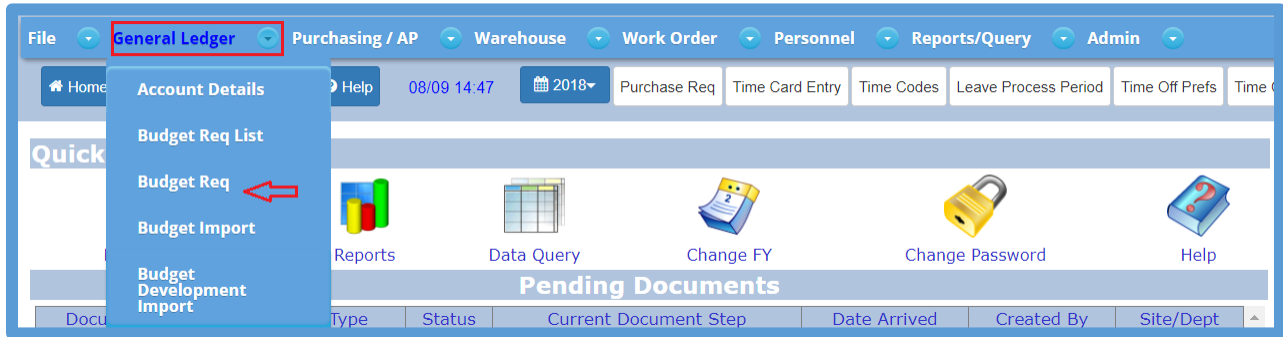 File General Ledger Purchasing / AP Warehouse Work Order Personnel Reports/Query Admin
Home Help 08/09 14:47 2018 Purchase Req Time Card Entry Time Codes Leave Process Period Time Off Prefs Time
Account Details
Budget Req List
Quick
Budget Req
2
?
Budget Import
Reports Data Query Change FY Change Password Help
Budget
Development
Import
Pending Documents
Docu Type Status Current Document Step Date Arrived Created By Site/Dept